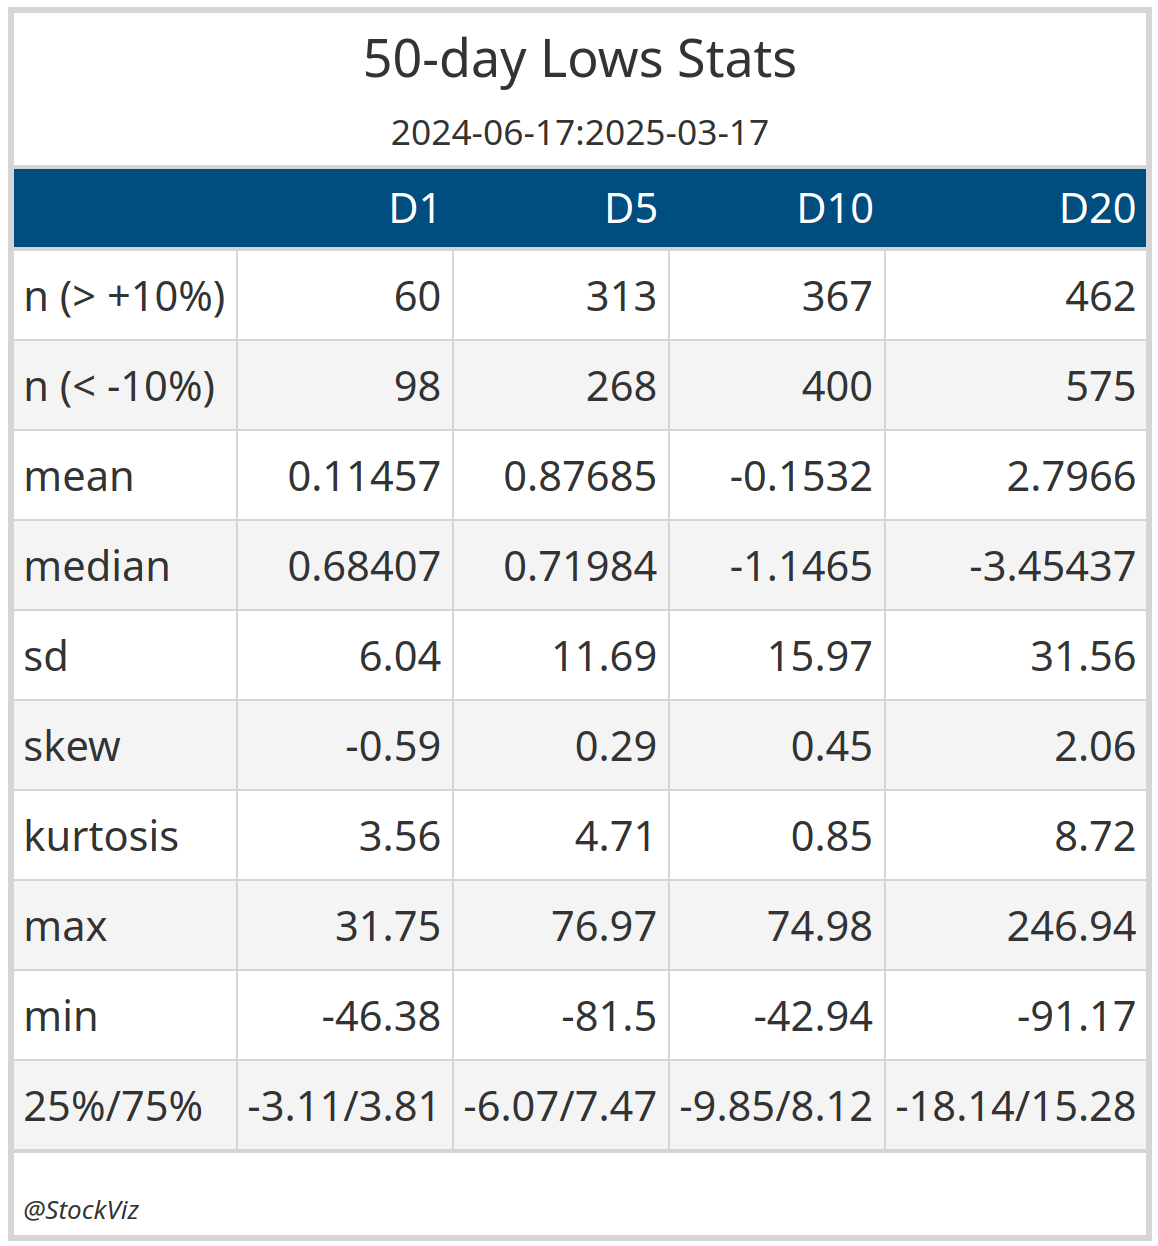 50-day Lows Stats
2024-06-17:2025-03-17
D1 D5 D10 D20
n (> +10%) 60 313 367 462
n (< -10%) 98 268 400 575
mean 0.11457 0.87685 -0.1532 2.7966
median 0.68407 0.71984 -1.1465 -3.45437
sd 6.04 11.69 15.97 31.56
skew -0.59 0.29 0.45 2.06
kurtosis 3.56 4.71 0.85 8.72
max 31.75 76.97 74.98 246.94
min -46.38 -81.5 -42.94 -91.17
25%/75% -3.11/3.81 -6.07/7.47 -9.85/8.12 -18.14/15.28
@StockViz